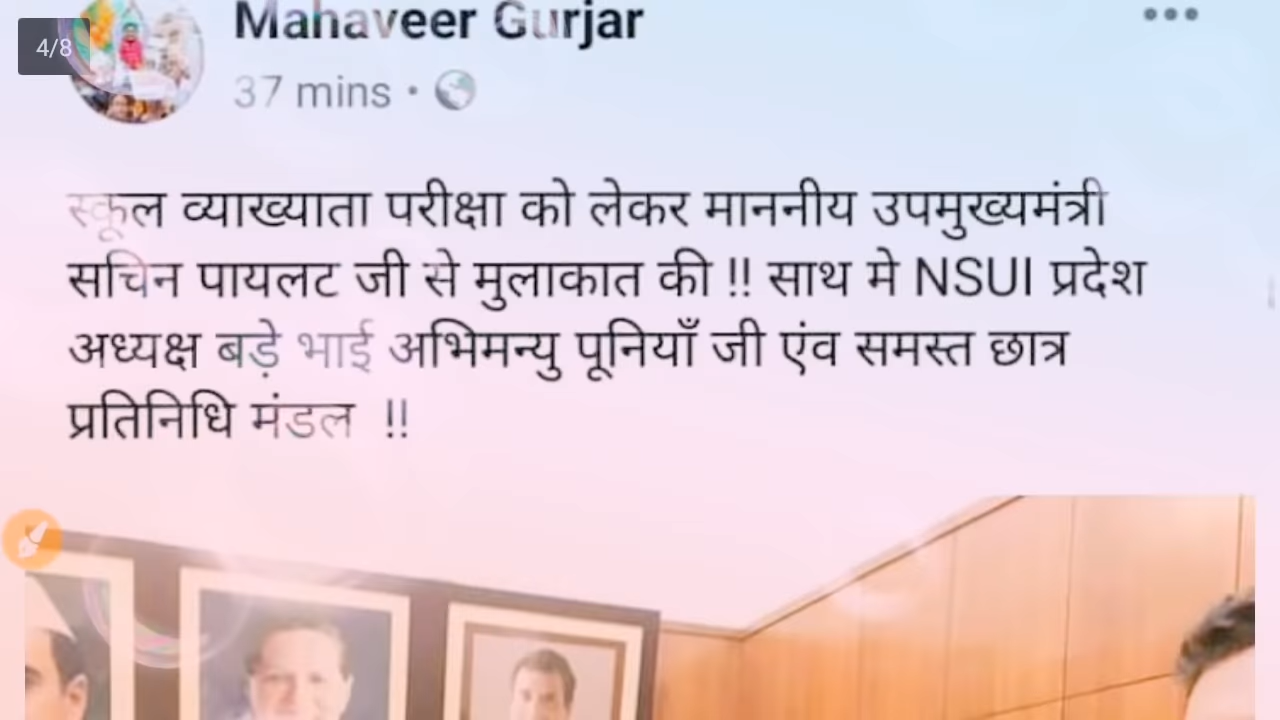 4/8
Mahaveer Gurjar
37 mins •
स्कूल व्याख्याता परीक्षा को लेकर माननीय उपमुख्यमंत्री
सचिन पायलट जी से मुलाकात की !! साथ मे NSUI प्रदेश
अध्यक्ष बड़े भाई अभिमन्यु पूनियाँ जी एंव समस्त छात्र
प्रतिनिधि मंडल !!